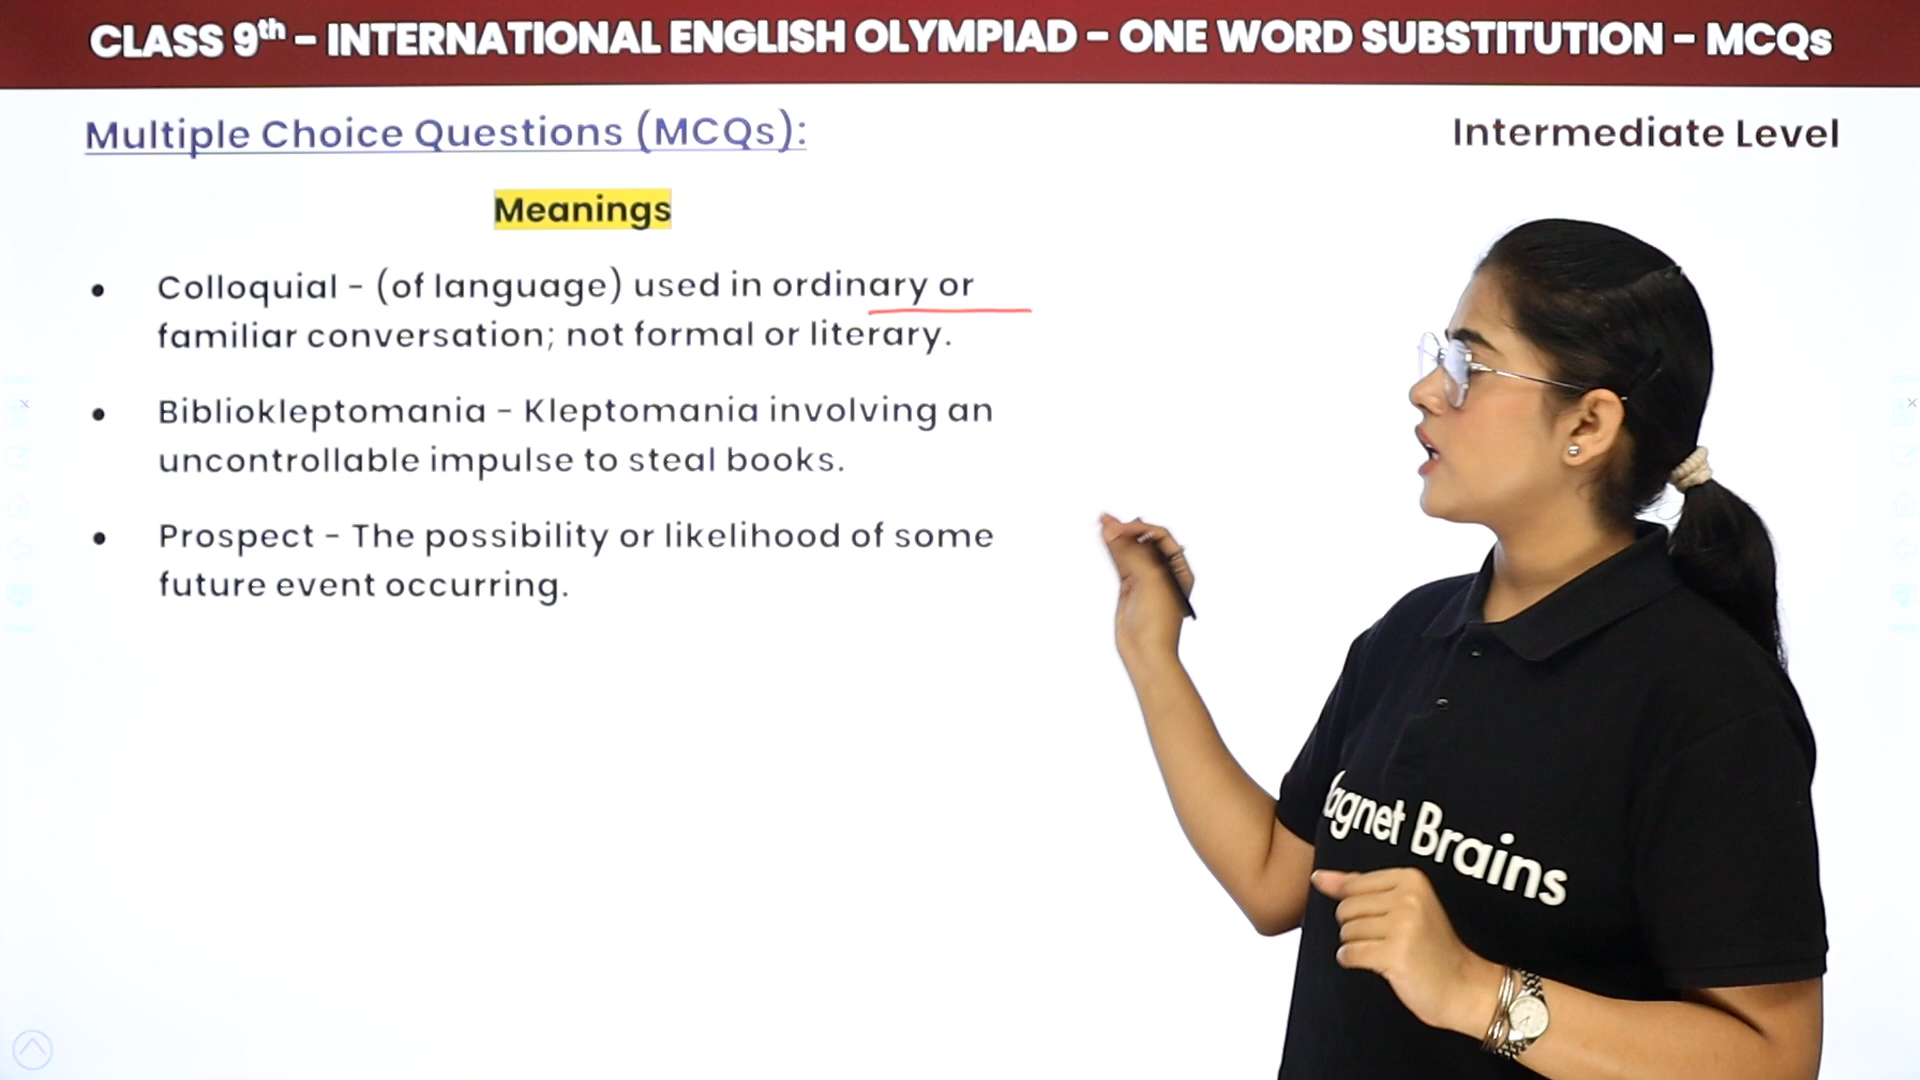 CLASS 9th – INTERNATIONAL ENGLISH OLYMPIAD – ONE WORD SUBSTITUTION – MCQs
Multiple Choice Questions (MCQs):
Intermediate Level
Meanings
• Colloquial - (of language) used in ordinary or
familiar conversation; not formal or literary.
• Bibliokleptomania - Kleptomania involving an
uncontrollable impulse to steal books.
• Prospect - The possibility or likelihood of some
future event occurring.
agnet Brains